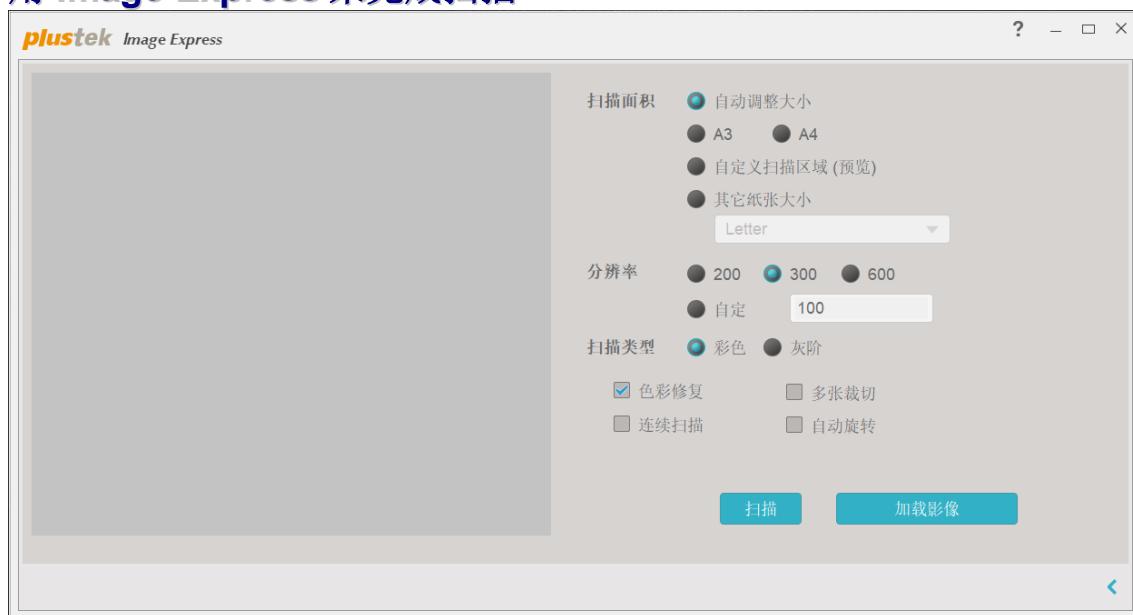 plustek Image Express
?
扫描面积 自动调整大小
A3 A4
自定义扫描区域 (预览)
其它纸张大小
Letter
分辨率 200 300 600
自定 100
扫描类型 彩色 灰阶
色彩修复 多张裁切
连续扫描 自动旋转
扫描 加载影像